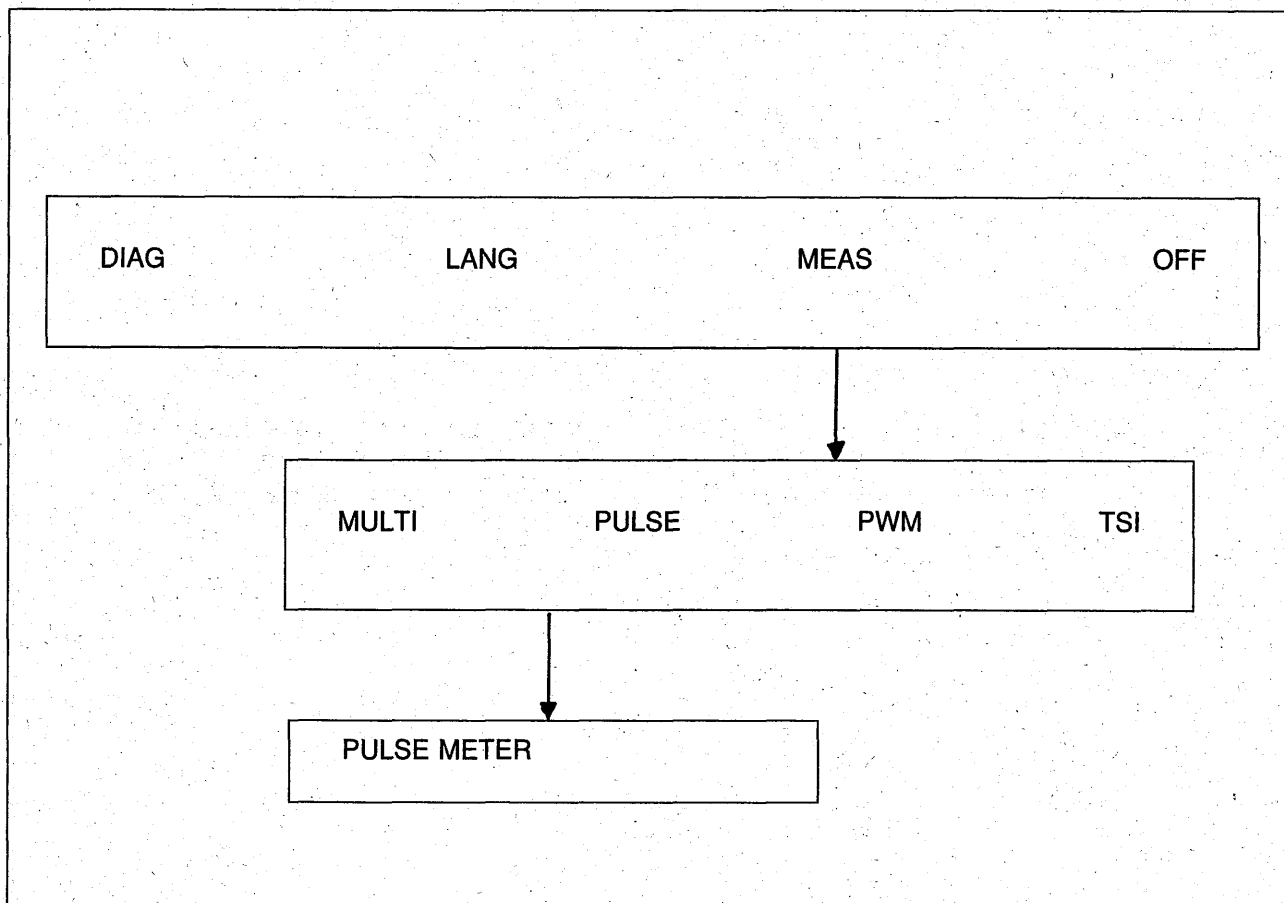 DIAG LANG MEAS OFF
MULTI PULSE PWM TSI
PULSE METER